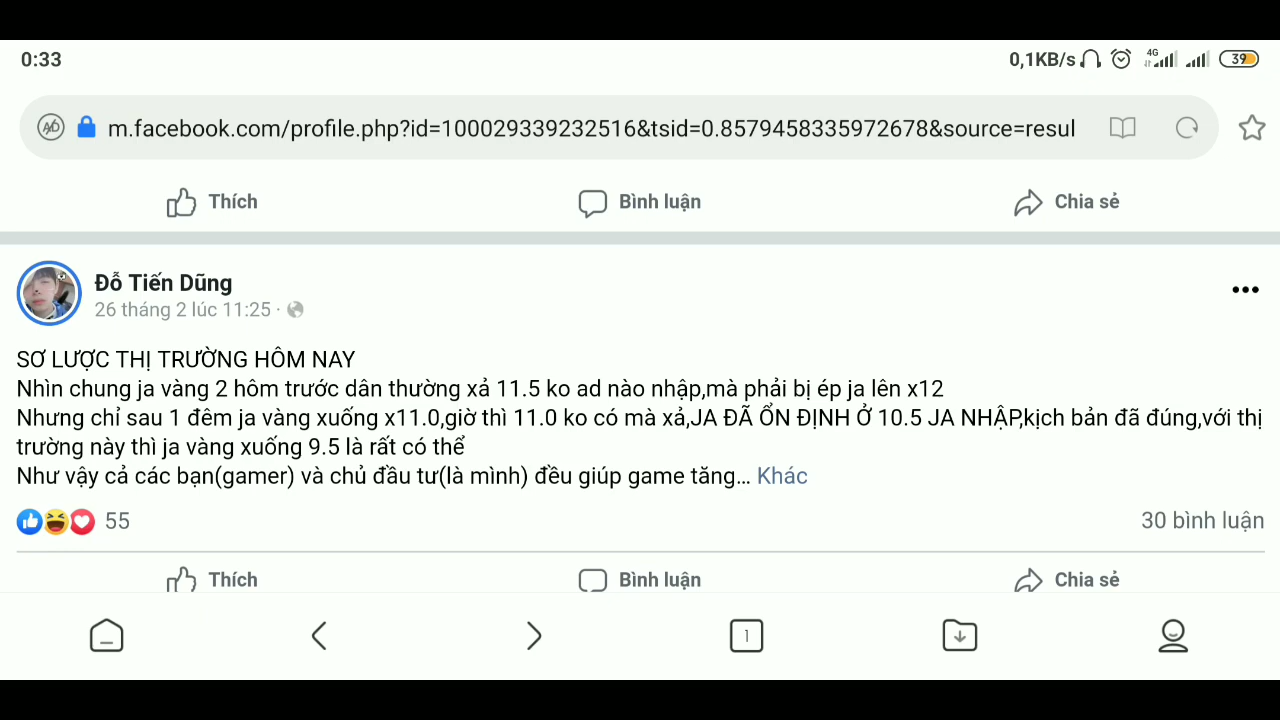 0:33
0,1KB/s 4G 39
m.facebook.com/profile.php?id=100029339232516&tsid=0.8579458335972678&source=resul
Thích Bình luận Chia sẻ
Đỗ Tiến Dũng
26 tháng 2 lúc 11:25 ·
SƠ LƯỢC THỊ TRƯỜNG HÔM NAY
Nhìn chung ja vàng 2 hôm trước dân thường xả 11.5 ko ad nào nhập,mà phải bị ép ja lên x12
Nhưng chỉ sau 1 đêm ja vàng xuống x11.0,giờ thì 11.0 ko có mà xả,JA ĐÃ ỔN ĐỊNH Ở 10.5 JA NHẬP,kịch bản đã đúng,với thị
trường này thì ja vàng xuống 9.5 là rất có thể
Như vậy cả các bạn(gamer) và chủ đầu tư(là mình) đều giúp game tăng... Khác
55 30 bình luận
Thích Bình luận Chia sẻ
1